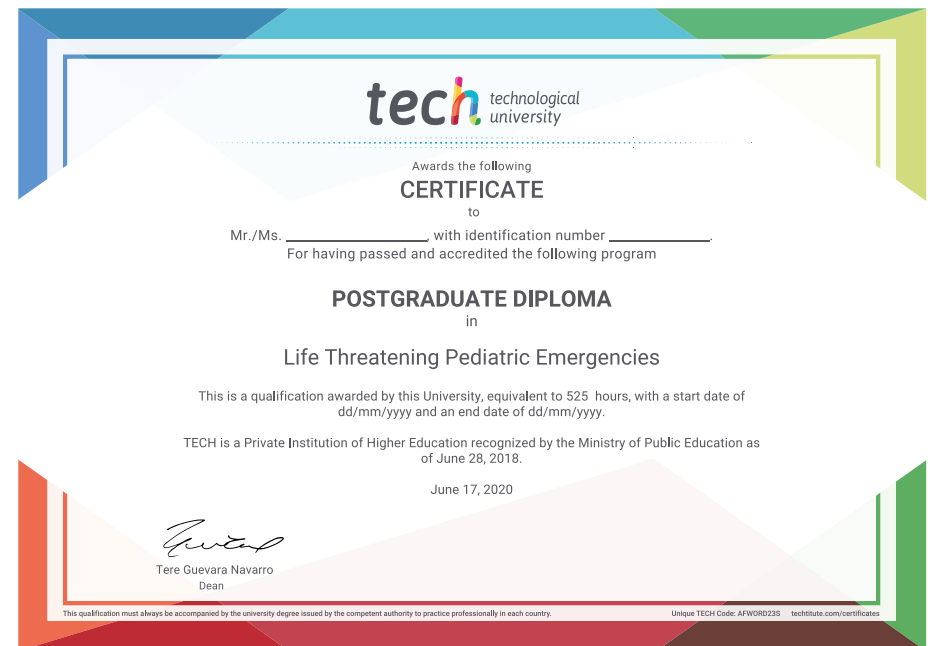 tech technological
university
Awards the following
CERTIFICATE
to
Mr./Ms. ____________________, with identification number ______________.
For having passed and accredited the following program
POSTGRADUATE DIPLOMA
in
Life Threatening Pediatric Emergencies
This is a qualification awarded by this University, equivalent to 525 hours, with a start date of
dd/mm/yyyy and an end date of dd/mm/yyyy.
TECH is a Private Institution of Higher Education recognized by the Ministry of Public Education as
of June 28, 2018.
June 17, 2020
Tere Guevara Navarro
Dean
This qualification must always be accompanied by the university degree issued by the competent authority to practice professionally in each country. Unique TECH Code: AFWORD23S techtitute.com/certificates